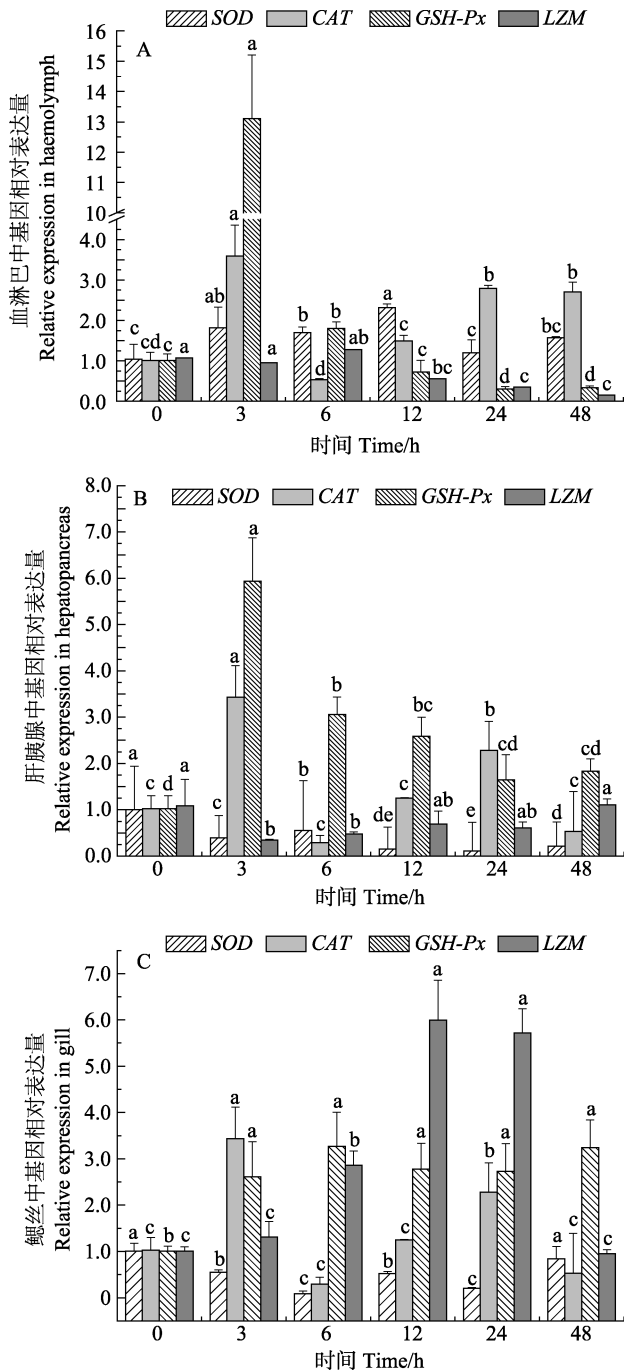 SOD CAT GSH-Px LZM
A
16
15
14
13
12
11
10
4.0
3.0
2.0
1.0
0.0
血淋巴中基因相对表达量
Relative expression in haemolymph
c cd c
ab a a a
b d b
a c c bc
c b d c
bc b d c
0 3 6 12 24 48
时间 Time/h
B
SOD CAT GSH-Px LZM
8.0
7.0
6.0
5.0
4.0
3.0
2.0
1.0
0.0
肝胰腺中基因相对表达量
Relative expression in hepatopancreas
a c d a
c a a b
b c b b
de c bc ab
e b cd ab
d c cd a
0 3 6 12 24 48
时间 Time/h
C
SOD CAT GSH-Px LZM
7.0
6.0
5.0
4.0
3.0
2.0
1.0
0
鳃丝中基因相对表达量
Relative expression in gill
a c b c
b a a c
c c a b
b c a a
c b a a
a c a c
0 3 6 12 24 48
时间 Time/h